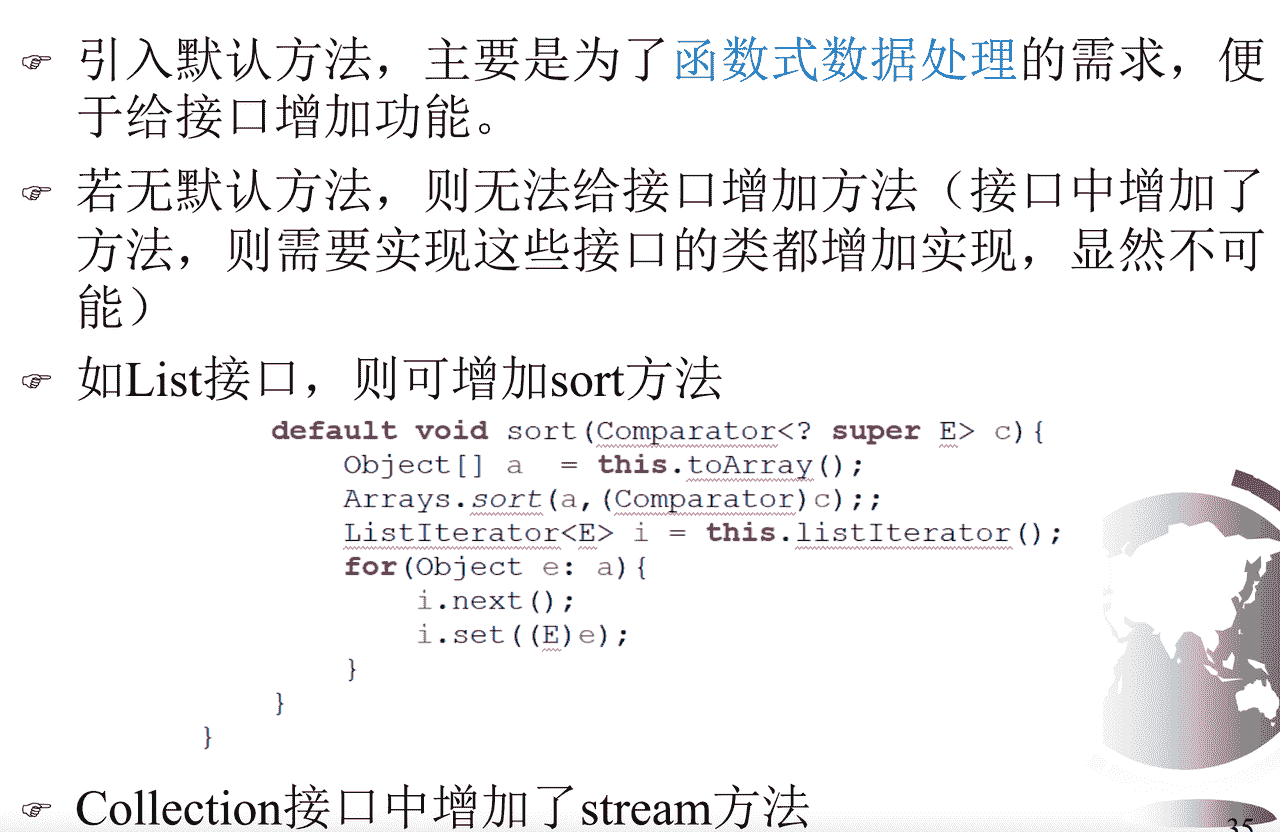 ☞ 引入默认方法，主要是为了函数式数据处理的需求，便
于给接口增加功能。
☞ 若无默认方法，则无法给接口增加方法（接口中增加了
方法，则需要实现这些接口的类都增加实现，显然不可
能）
☞ 如List接口，则可增加sort方法
default void sort(Comparator<? super E> c){
Object[] a = this.toArray();
Arrays.sort(a,(Comparator)c);;
ListIterator<E> i = this.listIterator();
for(Object e: a){
i.next();
i.set((E)e);
}
}
}
☞ Collection接口中增加了stream方法
35